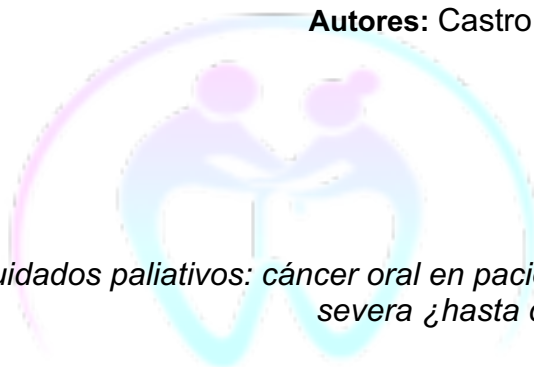 Autores: Castro
uidados paliativos: cáncer oral en pacie
severa ¿hasta